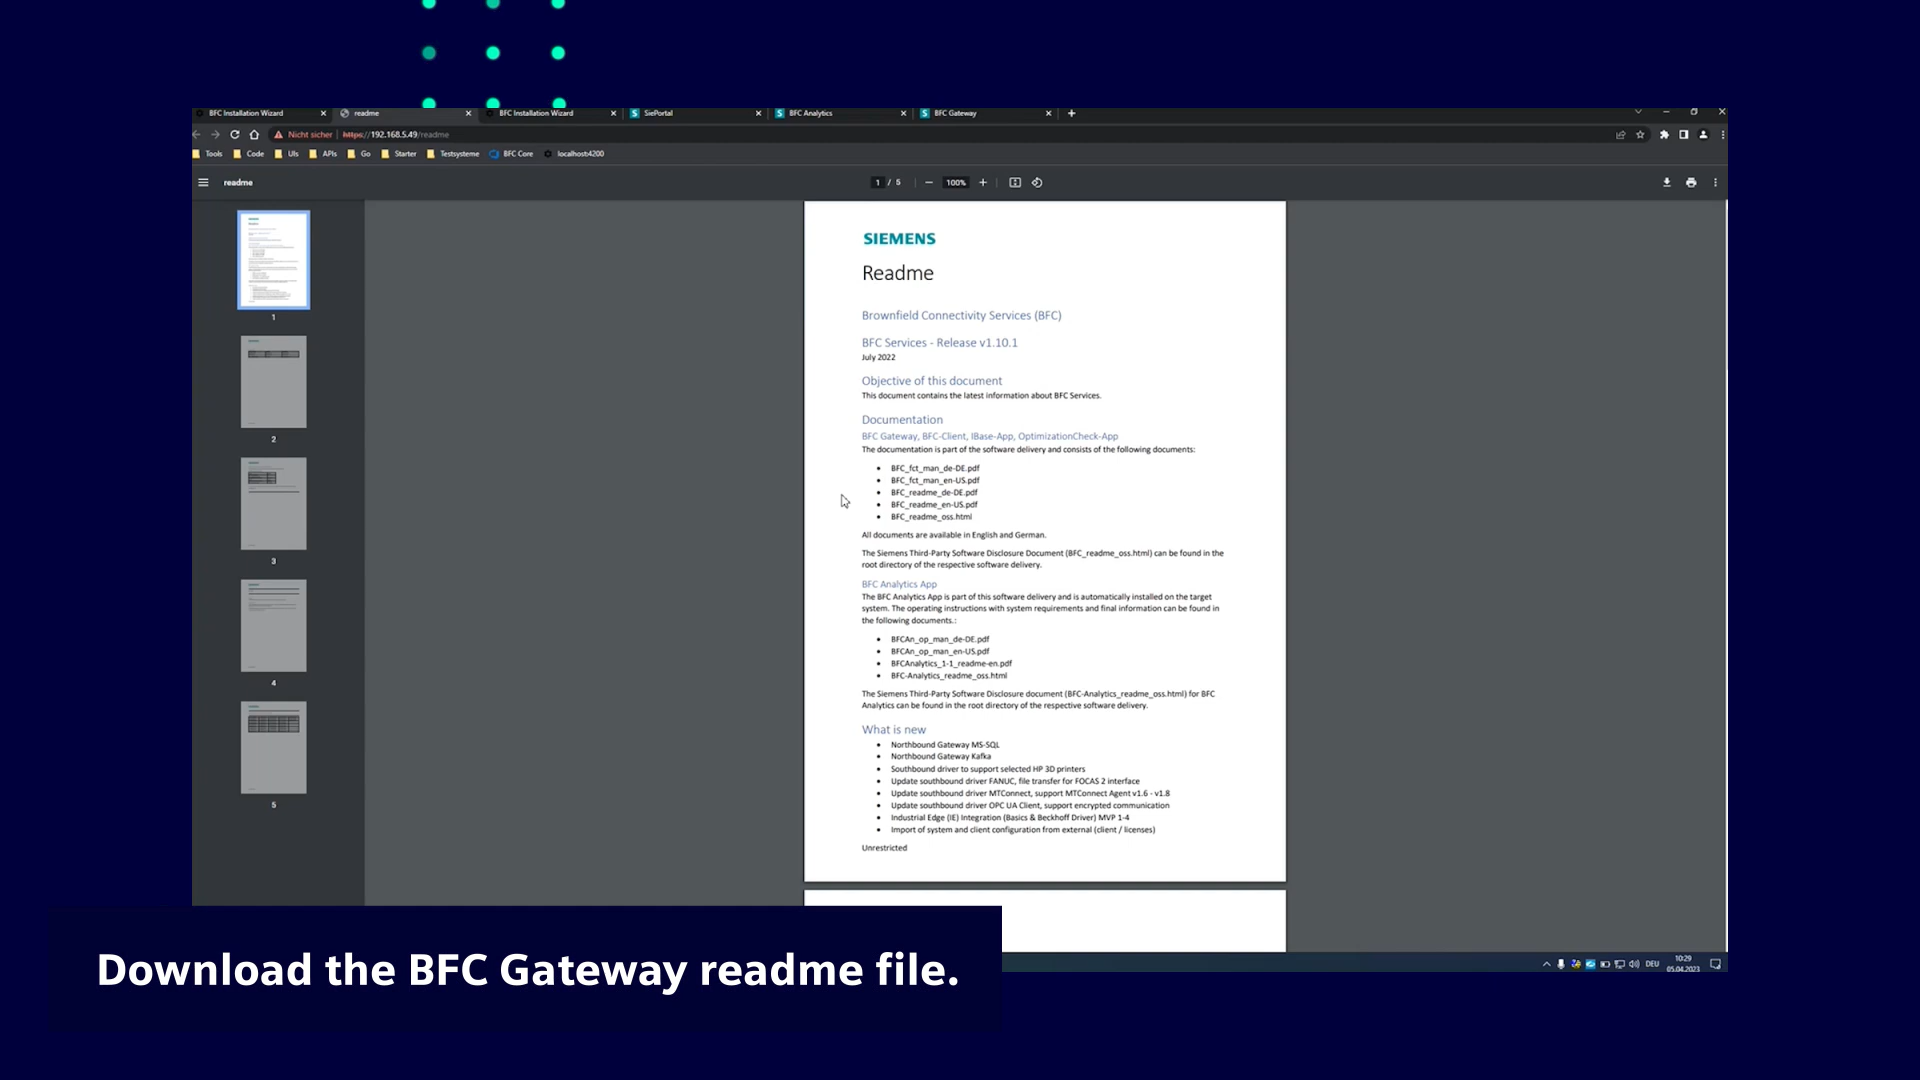 BFC Installation Wizard
readme
BFC Installation Wizard
SiePortal
BFC Analytics
BFC Gateway
Nicht sicher
https://192.168.5.49/readme
Tools
Code
UIs
APIs
Go
Starter
Testsysteme
BFC Core
localhost:4200
readme
1 / 5
100%
SIEMENS
Readme
Brownfield Connectivity Services (BFC)
BFC Services - Release v1.10.1
July 2022
Objective of this document
This document contains the latest information about BFC Services.
Documentation
BFC Gateway, BFC-Client, IBase-App, OptimizationCheck-App
The documentation is part of the software delivery and consists of the following documents:
• BFC_fct_man_de-DE.pdf
• BFC_fct_man_en-US.pdf
• BFC_readme_de-DE.pdf
• BFC_readme_en-US.pdf
• BFC_readme_oss.html
All documents are available in English and German.
The Siemens Third-Party Software Disclosure Document (BFC_readme_oss.html) can be found in the
root directory of the respective software delivery.
BFC Analytics App
The BFC Analytics App is part of this software delivery and is automatically installed on the target
system. The operating instructions with system requirements and final information can be found in
the following documents.:
• BFCAn_op_man_de-DE.pdf
• BFCAn_op_man_en-US.pdf
• BFCAnalytics_1-1_readme-en.pdf
• BFC-Analytics_readme_oss.html
The Siemens Third-Party Software Disclosure document (BFC-Analytics_readme_oss.html) for BFC
Analytics can be found in the root directory of the respective software delivery.
What is new
• Northbound Gateway MS-SQL
• Northbound Gateway Kafka
• Southbound driver to support selected HP 3D printers
• Update southbound driver FANUC, file transfer for FOCAS 2 interface
• Update southbound driver MTConnect, support MTConnect Agent v1.6 - v1.8
• Update southbound driver OPC UA Client, support encrypted communication
• Industrial Edge (IE) Integration (Basics & Beckhoff Driver) MVP 1-4
• Import of system and client configuration from external (client / licenses)
Unrestricted
1
2
3
4
5
DEU
10:29
05.04.2023
Download the BFC Gateway readme file.